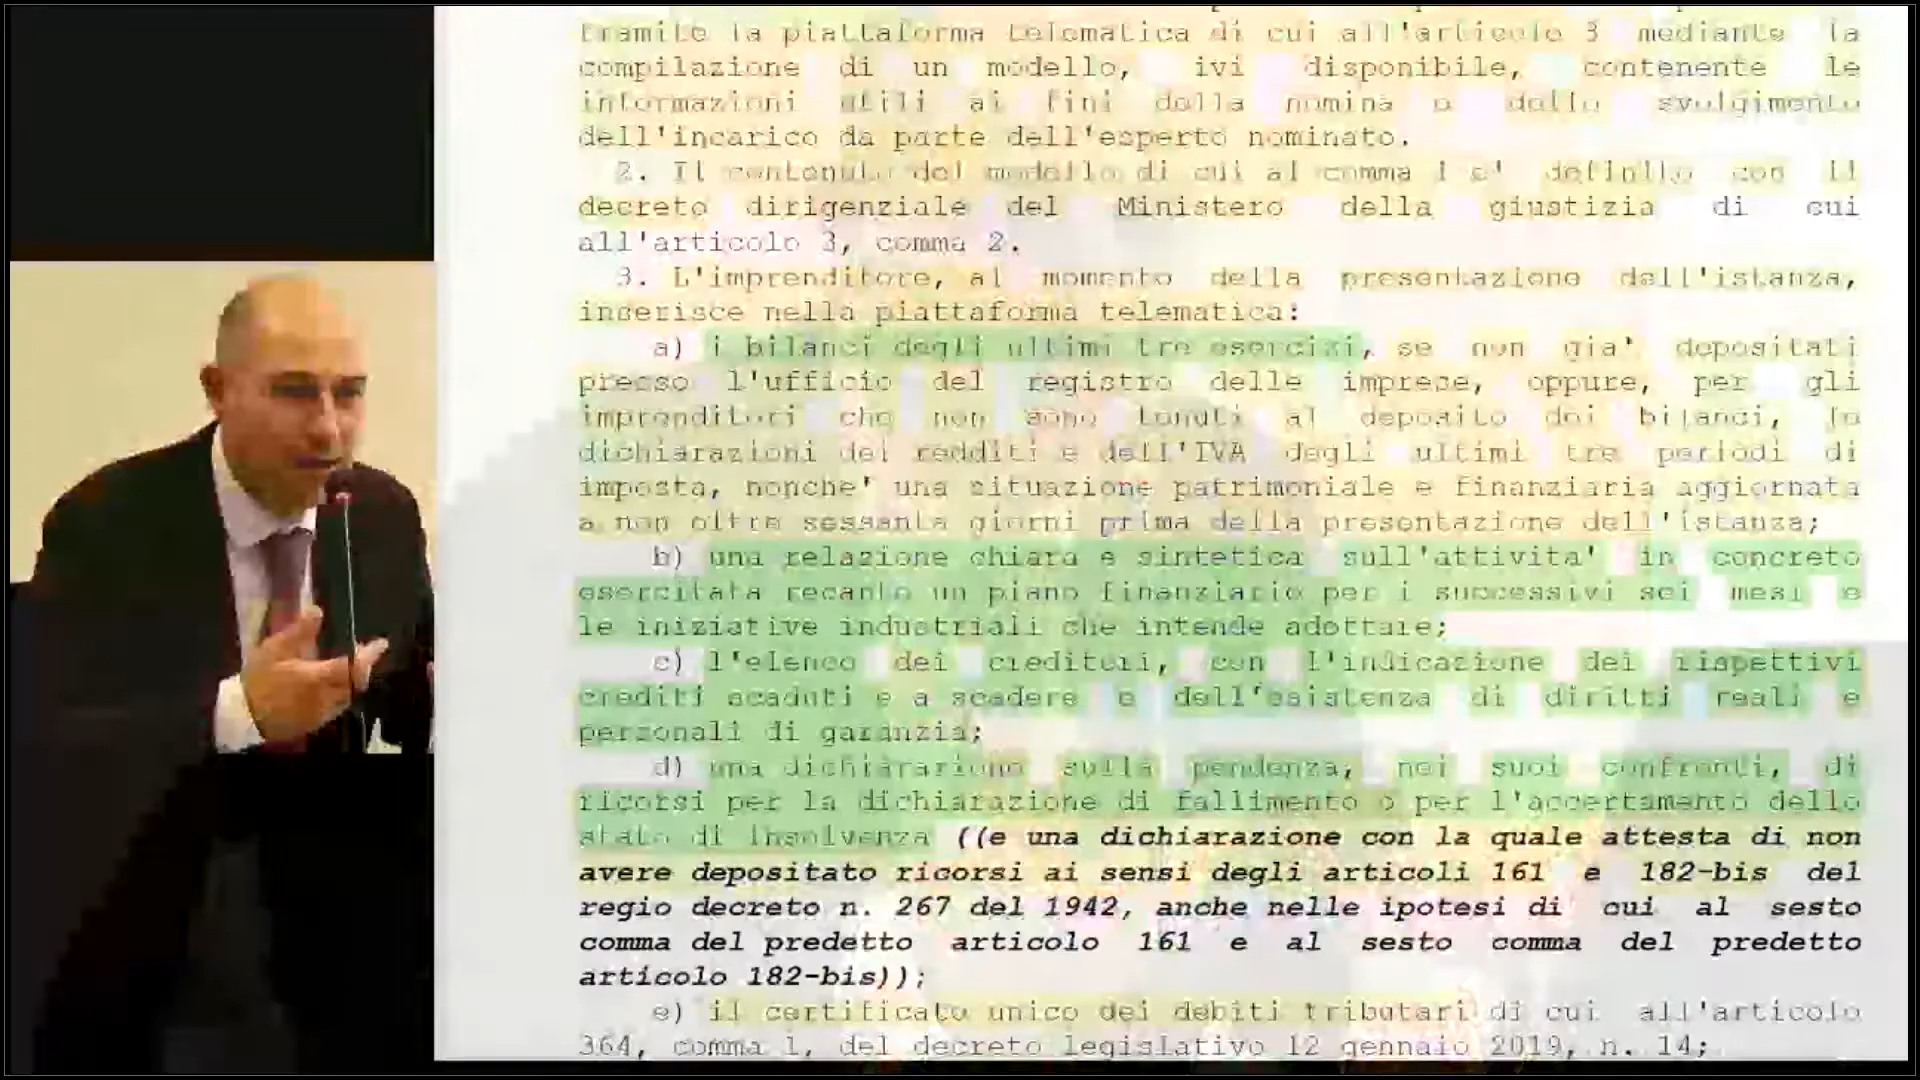 tramite la piattaforma telematica di cui all'articolo 3 mediante la
compilazione di un modello, ivi disponibile, contenente le
informazioni utili ai fini della nomina e dello svolgimento
dell'incarico da parte dell'esperto nominato.
2. Il contenuto del modello di cui al comma 1 e' definito con il
decreto dirigenziale del Ministero della giustizia di cui
all'articolo 3, comma 2.
3. L'imprenditore, al momento della presentazione dell'istanza,
inserisce nella piattaforma telematica:
a) i bilanci degli ultimi tre esercizi, se non gia' depositati
presso l'ufficio del registro delle imprese, oppure, per gli
imprenditori che non sono tenuti al deposito dei bilanci, le
dichiarazioni dei redditi e dell'IVA degli ultimi tre periodi di
imposta, nonche' una situazione patrimoniale e finanziaria aggiornata
a non oltre sessanta giorni prima della presentazione dell'istanza;
b) una relazione chiara e sintetica sull'attivita' in concreto
esercitata recante un piano finanziario per i successivi sei mesi e
le iniziative industriali che intende adottare;
c) l'elenco dei creditori, con l'indicazione dei rispettivi
crediti scaduti e a scadere e dell'esistenza di diritti reali e
personali di garanzia;
d) una dichiarazione sulla pendenza, nei suoi confronti, di
ricorsi per la dichiarazione di fallimento o per l'accertamento dello
stato di insolvenza ((e una dichiarazione con la quale attesta di non
avere depositato ricorsi ai sensi degli articoli 161 e 182-bis del
regio decreto n. 267 del 1942, anche nelle ipotesi di cui al sesto
comma del predetto articolo 161 e al sesto comma del predetto
articolo 182-bis));
e) il certificato unico dei debiti tributari di cui all'articolo
364, comma 1, del decreto legislativo 12 gennaio 2019, n. 14;